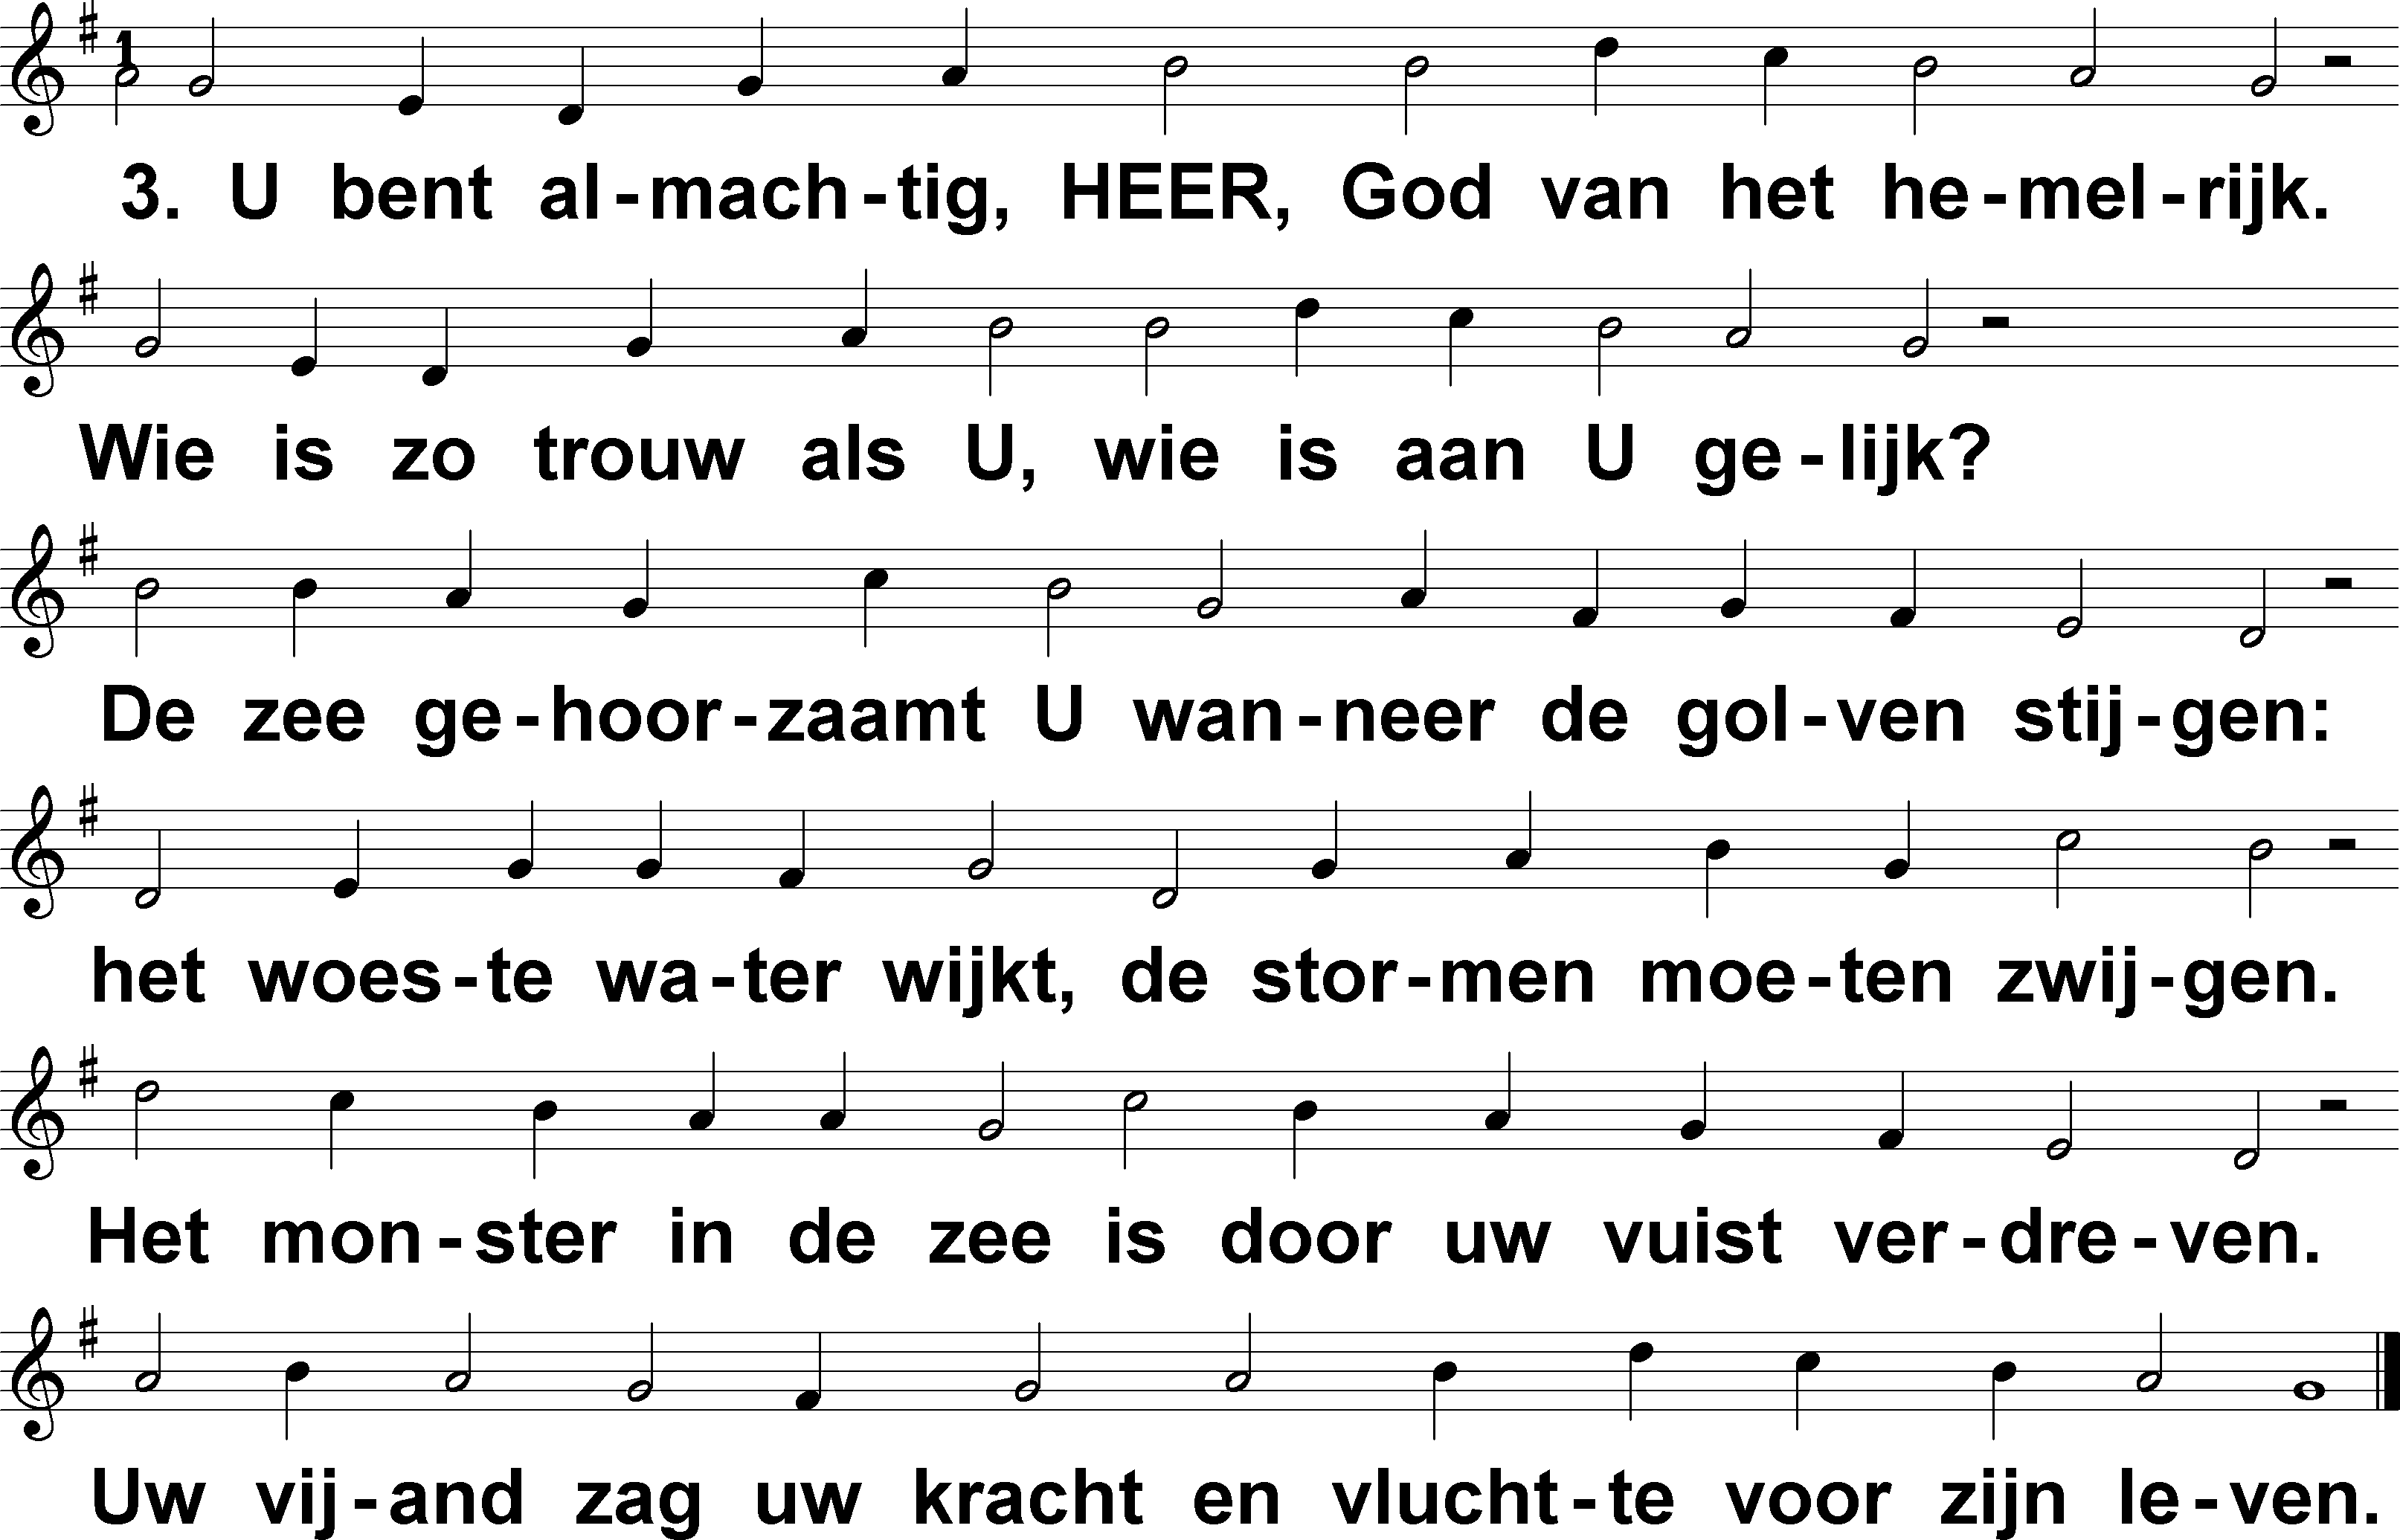 3. U bent al-mach-tig, HEER, God van het he-mel-rijk.
Wie is zo trouw als U, wie is aan U ge-lijk?
De zee ge-hoor-zaamt U wan-neer de gol-ven stij-gen:
het woes-te wa-ter wijkt, de stor-men moe-ten zwij-gen.
Het mon-ster in de zee is door uw vuist ver-dre-ven.
Uw vij-and zag uw kracht en vlucht-te voor zijn le-ven.